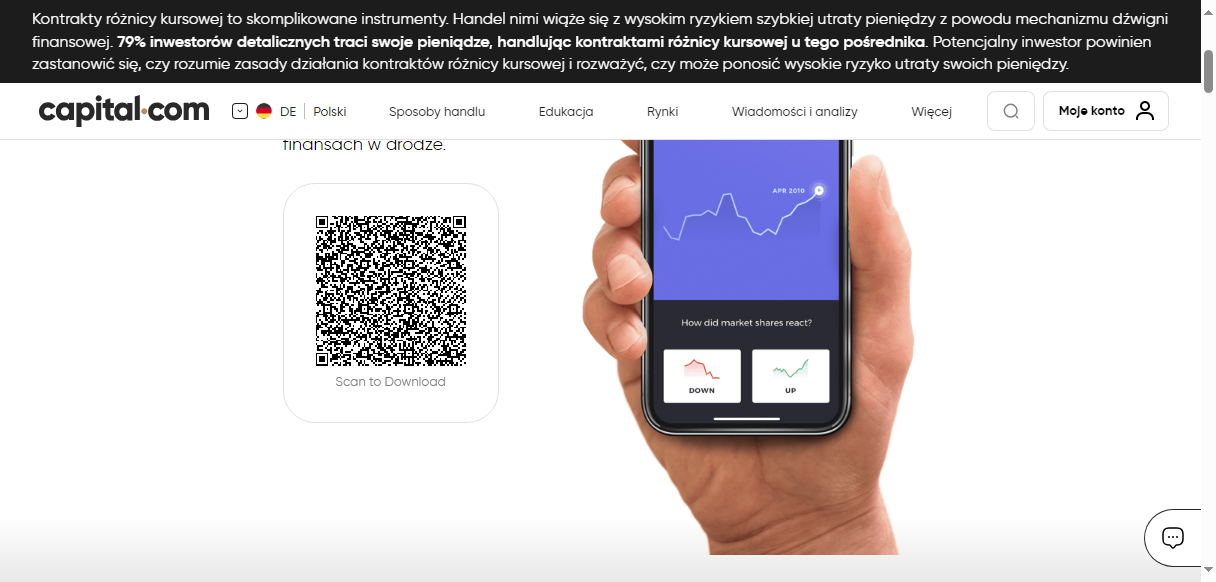 Kontrakty różnicy kursowej to skomplikowane instrumenty. Handel nimi wiąże się z wysokim ryzykiem szybkiej utraty pieniędzy z powodu mechanizmu dźwigni
finansowej. 79% inwestorów detalicznych traci swoje pieniądze, handlując kontraktami różnicy kursowej u tego pośrednika. Potencjalny inwestor powinien
zastanowić się, czy rozumie zasady działania kontraktów różnicy kursowej i rozważyć, czy może ponosić wysokie ryzyko utraty swoich pieniędzy.
capital.com DE Polski Sposoby handlu Edukacja Rynki Wiadomości i analizy Więcej Moje konto
finansach w drodze.
APR 2010
How did market shares react?
Scan to Download
DOWN UP